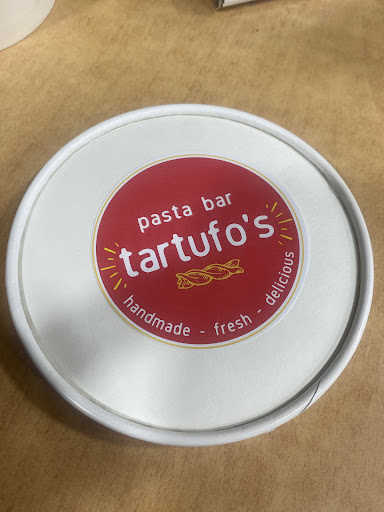 pasta bar
tartufo's
handmade - fresh - delicious